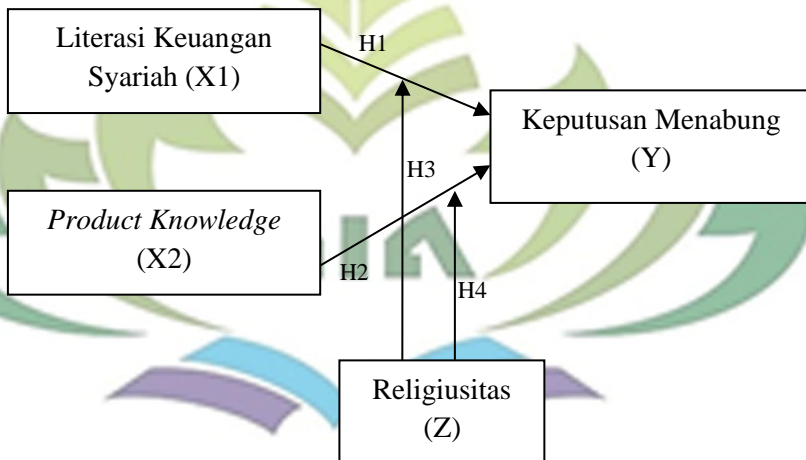 Literasi Keuangan
Syariah (X1)
H1
Keputusan Menabung
(Y)
H3
Product Knowledge
(X2)
H2
H4
Religiusitas
(Z)